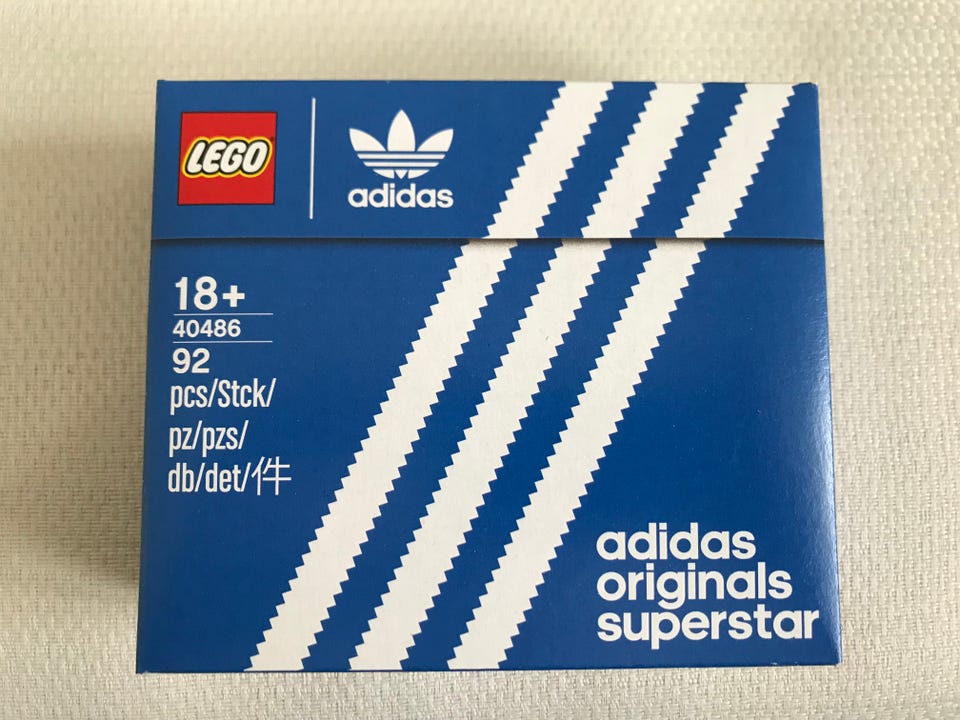 LEGO
adidas
18+
40486
92
pcs/Stck/
pz/pzs/
db/det/件
adidas
originals
superstar